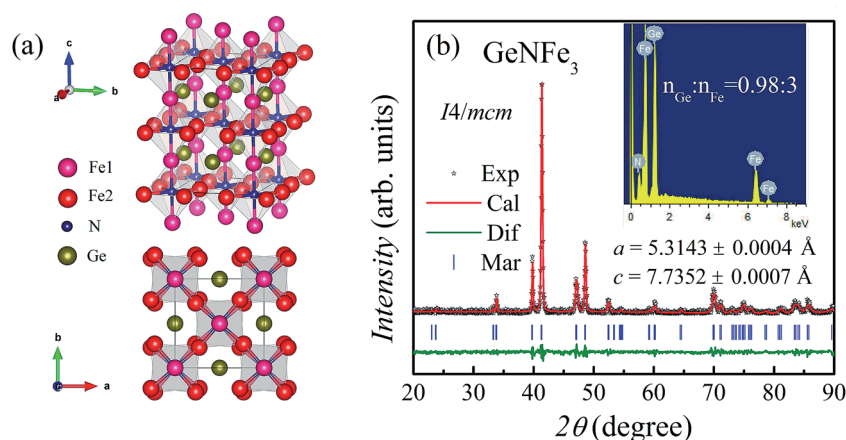 (a)
c
b
a
Fe1
Fe2
N
Ge
b
a
(b)
GeNFe₃
I4/mcm
Exp
Cal
Dif
Mar
Intensity (arb. units)
Fe
Ge
n_Ge:n_Fe=0.98:3
N
Fe
Fe
0 2 4 6 8
keV
a = 5.3143 ± 0.0004 Å
c = 7.7352 ± 0.0007 Å
20 30 40 50 60 70 80 90
2θ (degree)